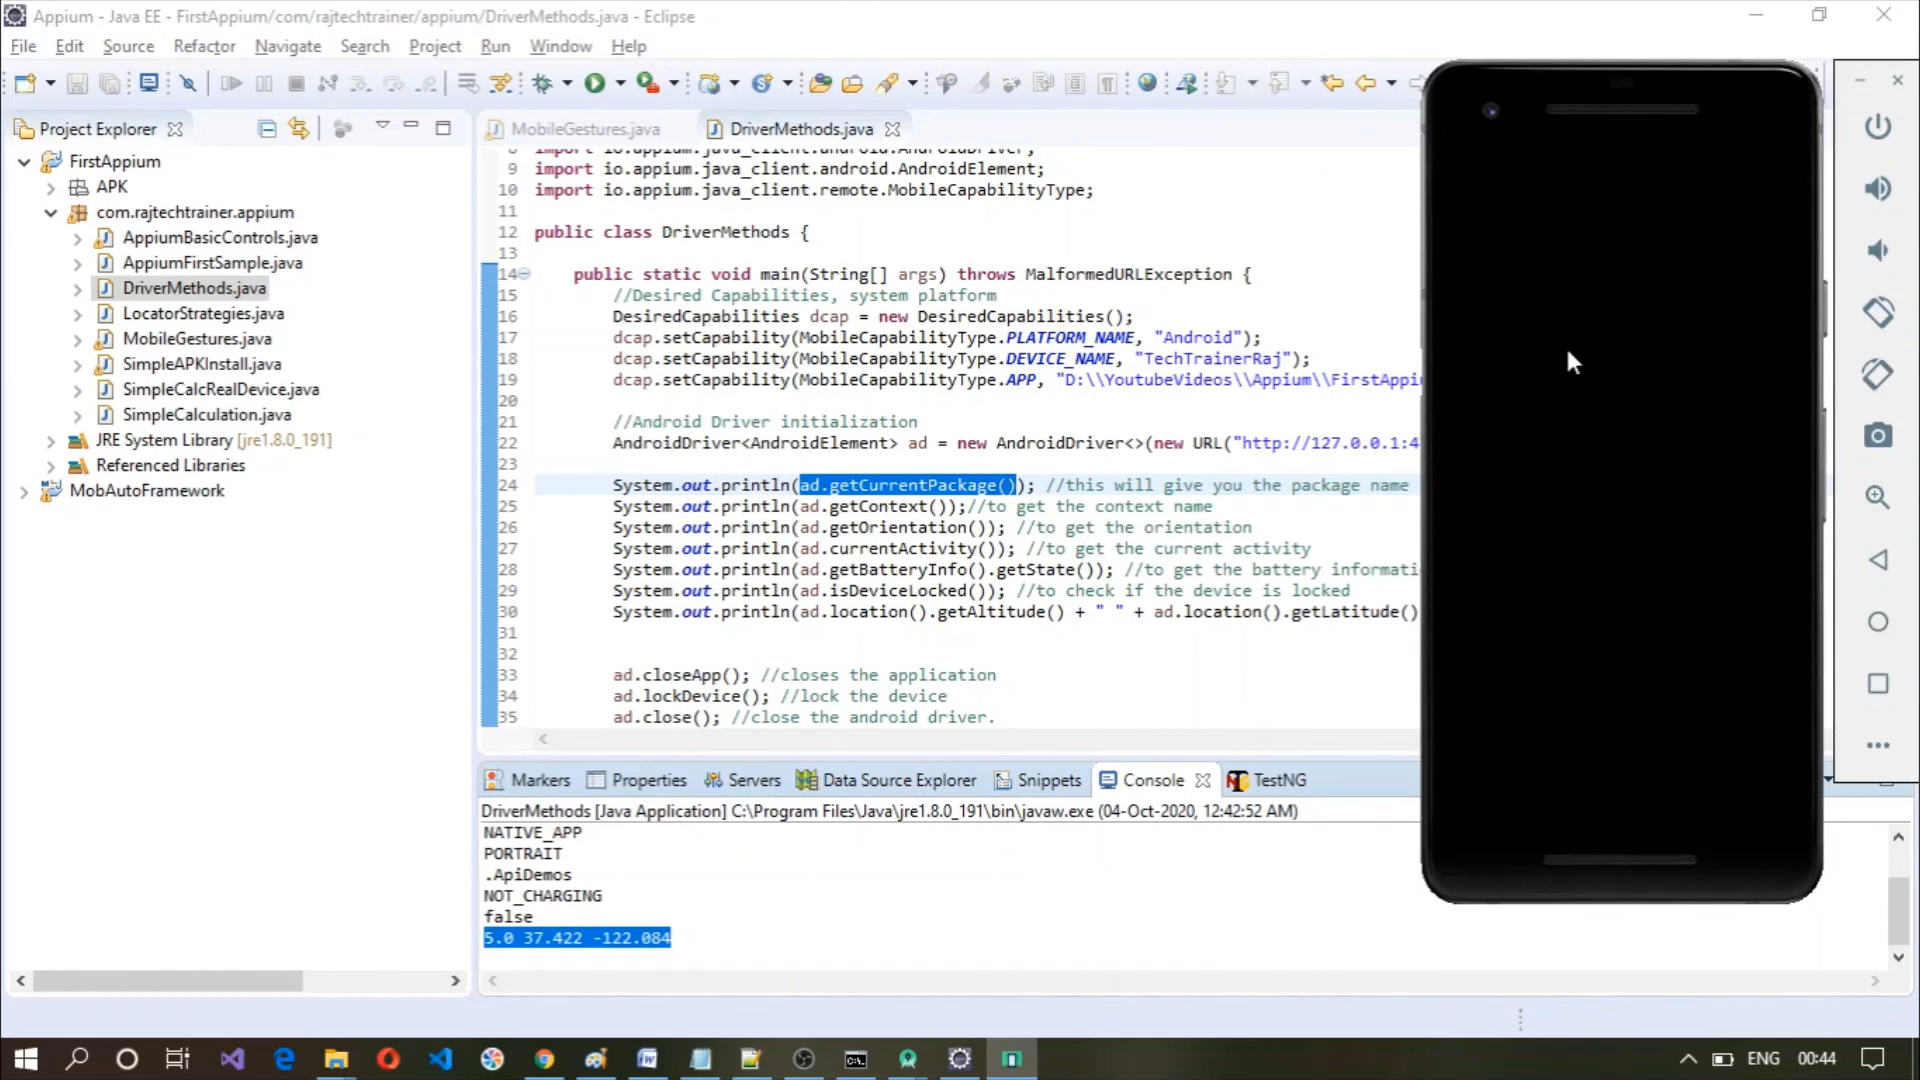 Appium - Java EE - FirstAppium/com/rajtechtrainer/appium/DriverMethods.java - Eclipse
File Edit Source Refactor Navigate Search Project Run Window Help
Project Explorer
MobileGestures.java
DriverMethods.java
FirstAppium
APK
com.rajtechtrainer.appium
AppiumBasicControls.java
AppiumFirstSample.java
DriverMethods.java
LocatorStrategies.java
MobileGestures.java
SimpleAPKInstall.java
SimpleCalcRealDevice.java
SimpleCalculation.java
JRE System Library [jre1.8.0_191]
Referenced Libraries
MobAutoFramework
8 import io.appium.java_client.android.AndroidDriver;
9 import io.appium.java_client.android.AndroidElement;
10 import io.appium.java_client.remote.MobileCapabilityType;
11
12 public class DriverMethods {
13
14 public static void main(String[] args) throws MalformedURLException {
15 //Desired Capabilities, system platform
16 DesiredCapabilities dcap = new DesiredCapabilities();
17 dcap.setCapability(MobileCapabilityType.PLATFORM_NAME, "Android");
18 dcap.setCapability(MobileCapabilityType.DEVICE_NAME, "TechTrainerRaj");
19 dcap.setCapability(MobileCapabilityType.APP, "D:\\YoutubeVideos\\Appium\\FirstAppi
20
21 //Android Driver initialization
22 AndroidDriver<AndroidElement> ad = new AndroidDriver<>(new URL("http://127.0.0.1:4
23
24 System.out.println(ad.getCurrentPackage()); //this will give you the package name
25 System.out.println(ad.getContext());//to get the context name
26 System.out.println(ad.getOrientation()); //to get the orientation
27 System.out.println(ad.currentActivity()); //to get the current activity
28 System.out.println(ad.getBatteryInfo().getState()); //to get the battery informati
29 System.out.println(ad.isDeviceLocked()); //to check if the device is locked
30 System.out.println(ad.location().getAltitude() + " " + ad.location().getLatitude()
31
32
33 ad.closeApp(); //closes the application
34 ad.lockDevice(); //lock the device
35 ad.close(); //close the android driver.
Markers Properties Servers Data Source Explorer Snippets Console TestNG
DriverMethods [Java Application] C:\Program Files\Java\jre1.8.0_191\bin\javaw.exe (04-Oct-2020, 12:42:52 AM)
NATIVE_APP
PORTRAIT
.ApiDemos
NOT_CHARGING
false
5.0 37.422 -122.084
ENG 00:44